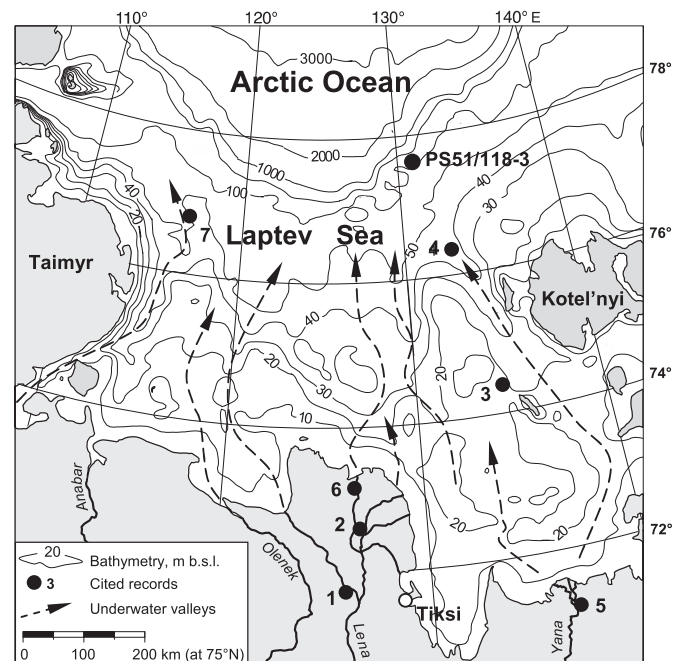 110° 120° 130° 140° E
3000
78°
Arctic Ocean
2000
PS51/118-3
1000
100
40
20
40
30
7
Laptev Sea
50
4
76°
Taimyr
Kotel'nyi
40
20
30
20
3
74°
10
Anabar
6
2
20
20
72°
20 Bathymetry, m b.s.l.
3 Cited records
Underwater valleys
0 100 200 km (at 75°N)
Olenek
1
Lena
Tiksi
Yana
5